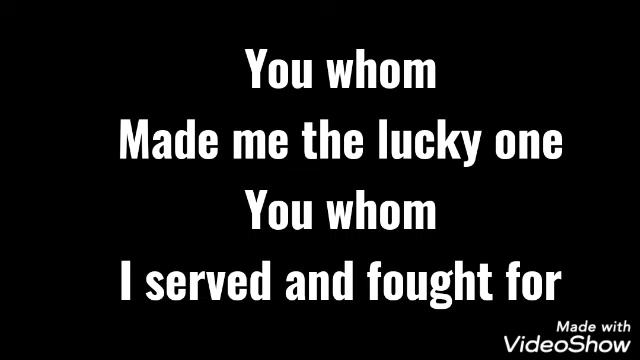 You whom
Made me the lucky one
You whom
I served and fought for
Made with
VideoShow